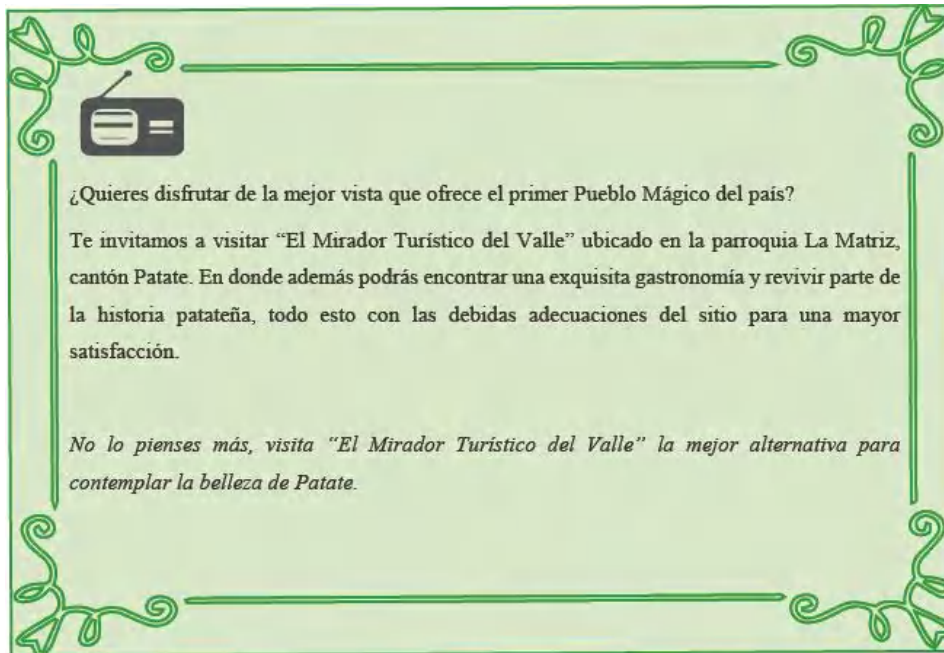 ¿Quieres disfrutar de la mejor vista que ofrece el primer Pueblo Mágico del país?
Te invitamos a visitar “El Mirador Turístico del Valle” ubicado en la parroquia La Matriz,
cantón Patate. En donde además podrás encontrar una exquisita gastronomía y revivir parte de
la historia patateña, todo esto con las debidas adecuaciones del sitio para una mayor
satisfacción.
No lo pienses más, visita “El Mirador Turístico del Valle” la mejor alternativa para
contemplar la belleza de Patate.